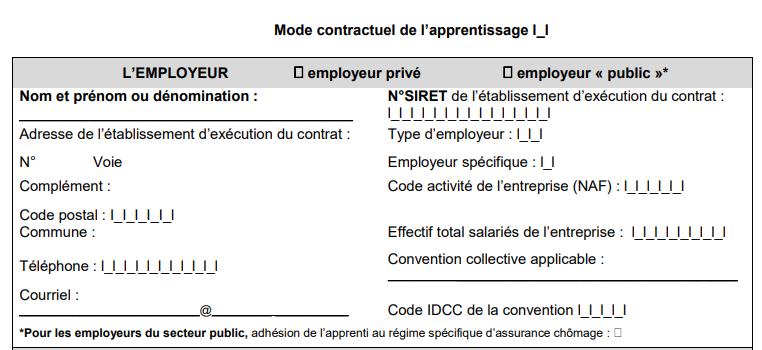 Mode contractuel de l’apprentissage I_I
L’EMPLOYEUR ☐ employeur privé ☐ employeur « public »*
Nom et prénom ou dénomination :
N°SIRET de l’établissement d’exécution du contrat :
I_I_I_I_I_I_I_I_I_I_I_I_I_I_I
Adresse de l’établissement d’exécution du contrat :
Type d’employeur : I_I_I
N° Voie
Employeur spécifique : I_I
Complément :
Code activité de l’entreprise (NAF) : I_I_I_I_I_I
Code postal : I_I_I_I_I_I
Commune :
Effectif total salariés de l’entreprise : I_I_I_I_I_I_I_I_I
Téléphone : I_I_I_I_I_I_I_I_I_I_I
Convention collective applicable :
Courriel :
@
Code IDCC de la convention I_I_I_I_I
*Pour les employeurs du secteur public, adhésion de l’apprenti au régime spécifique d’assurance chômage : ☐